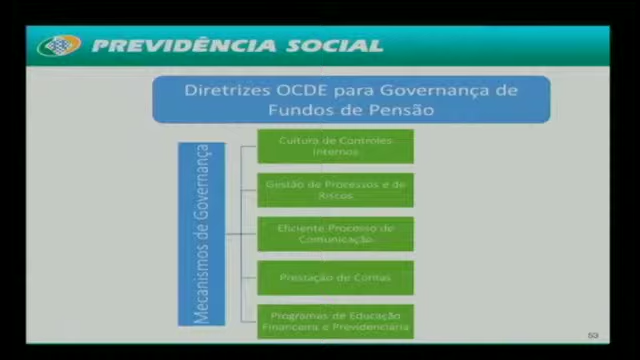 PREVIDÊNCIA SOCIAL
Diretrizes OCDE para Governança de
Fundos de Pensão
Mecanismos de Governança
Cultura de Controles
Internos
Gestão de Processos e de
Riscos
Eficiente Processo de
Comunicação
Prestação de Contas
Programas de Educação
Financeira e Previdenciária
53